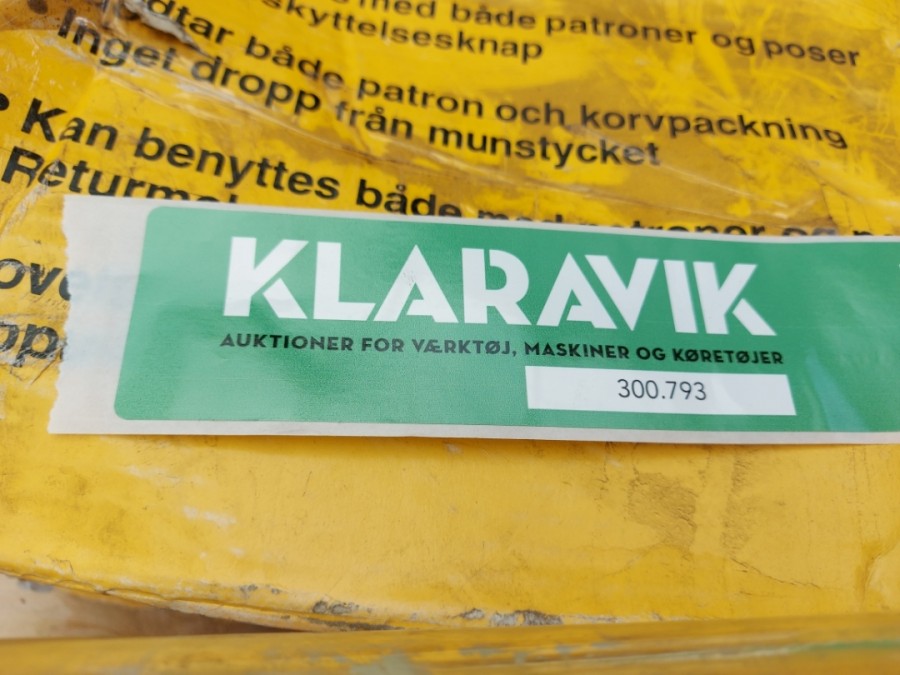 med både patroner og poser
skyttelsesknap
både patron och korvpackning
Inget dropp från munstycket
• Kan benyttes både
KLARAVIK
AUKTIONER FOR VÆRKTØJ, MASKINER OG KØRETØJER
300.793